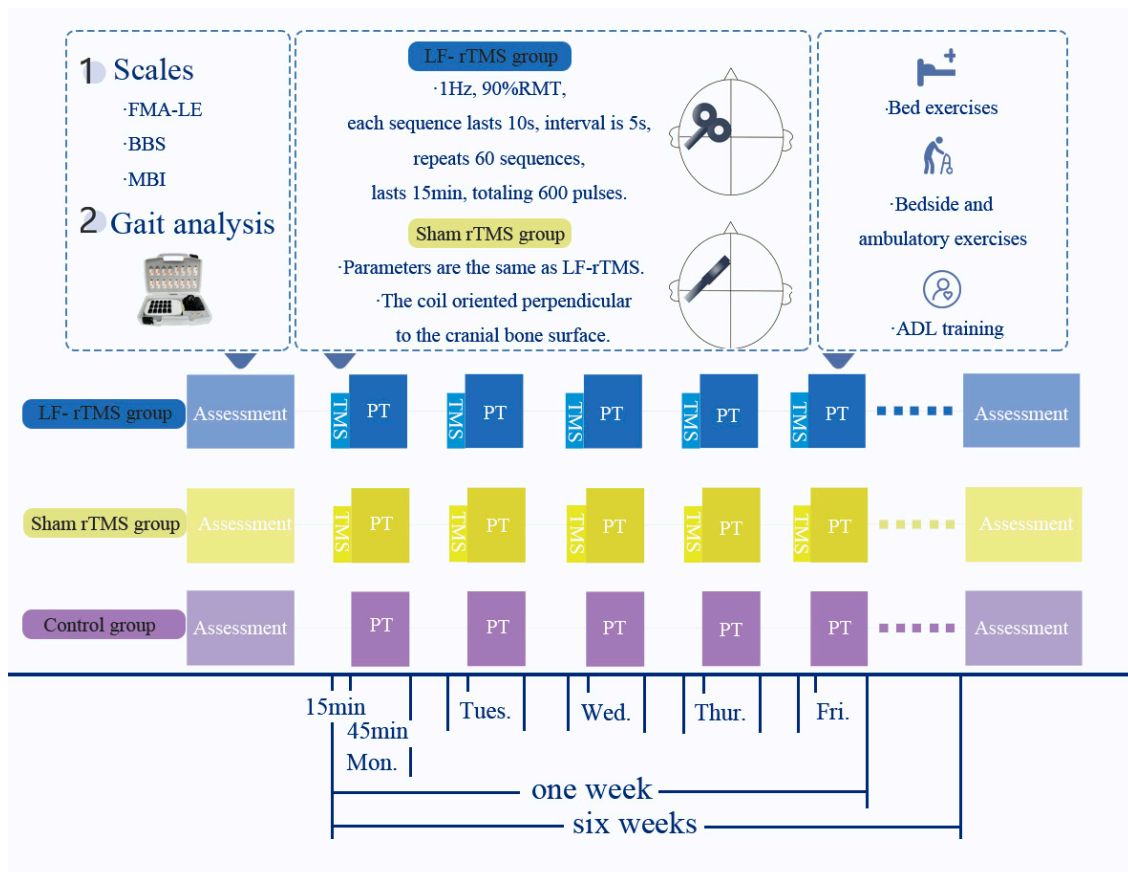 1 Scales
·FMA-LE
·BBS
·MBI
2 Gait analysis
LF- rTMS group
·1Hz, 90%RMT,
each sequence lasts 10s, interval is 5s,
repeats 60 sequences,
lasts 15min, totaling 600 pulses.
Sham rTMS group
·Parameters are the same as LF-rTMS.
·The coil oriented perpendicular
to the cranial bone surface.
·Bed exercises
·Bedside and
ambulatory exercises
·ADL training
LF- rTMS group Assessment TMS PT TMS PT TMS PT TMS PT TMS PT Assessment
Sham rTMS group Assessment TMS PT TMS PT TMS PT TMS PT TMS PT Assessment
Control group Assessment PT PT PT PT PT Assessment
15min Tues. Wed. Thur. Fri.
45min
Mon.
one week
six weeks